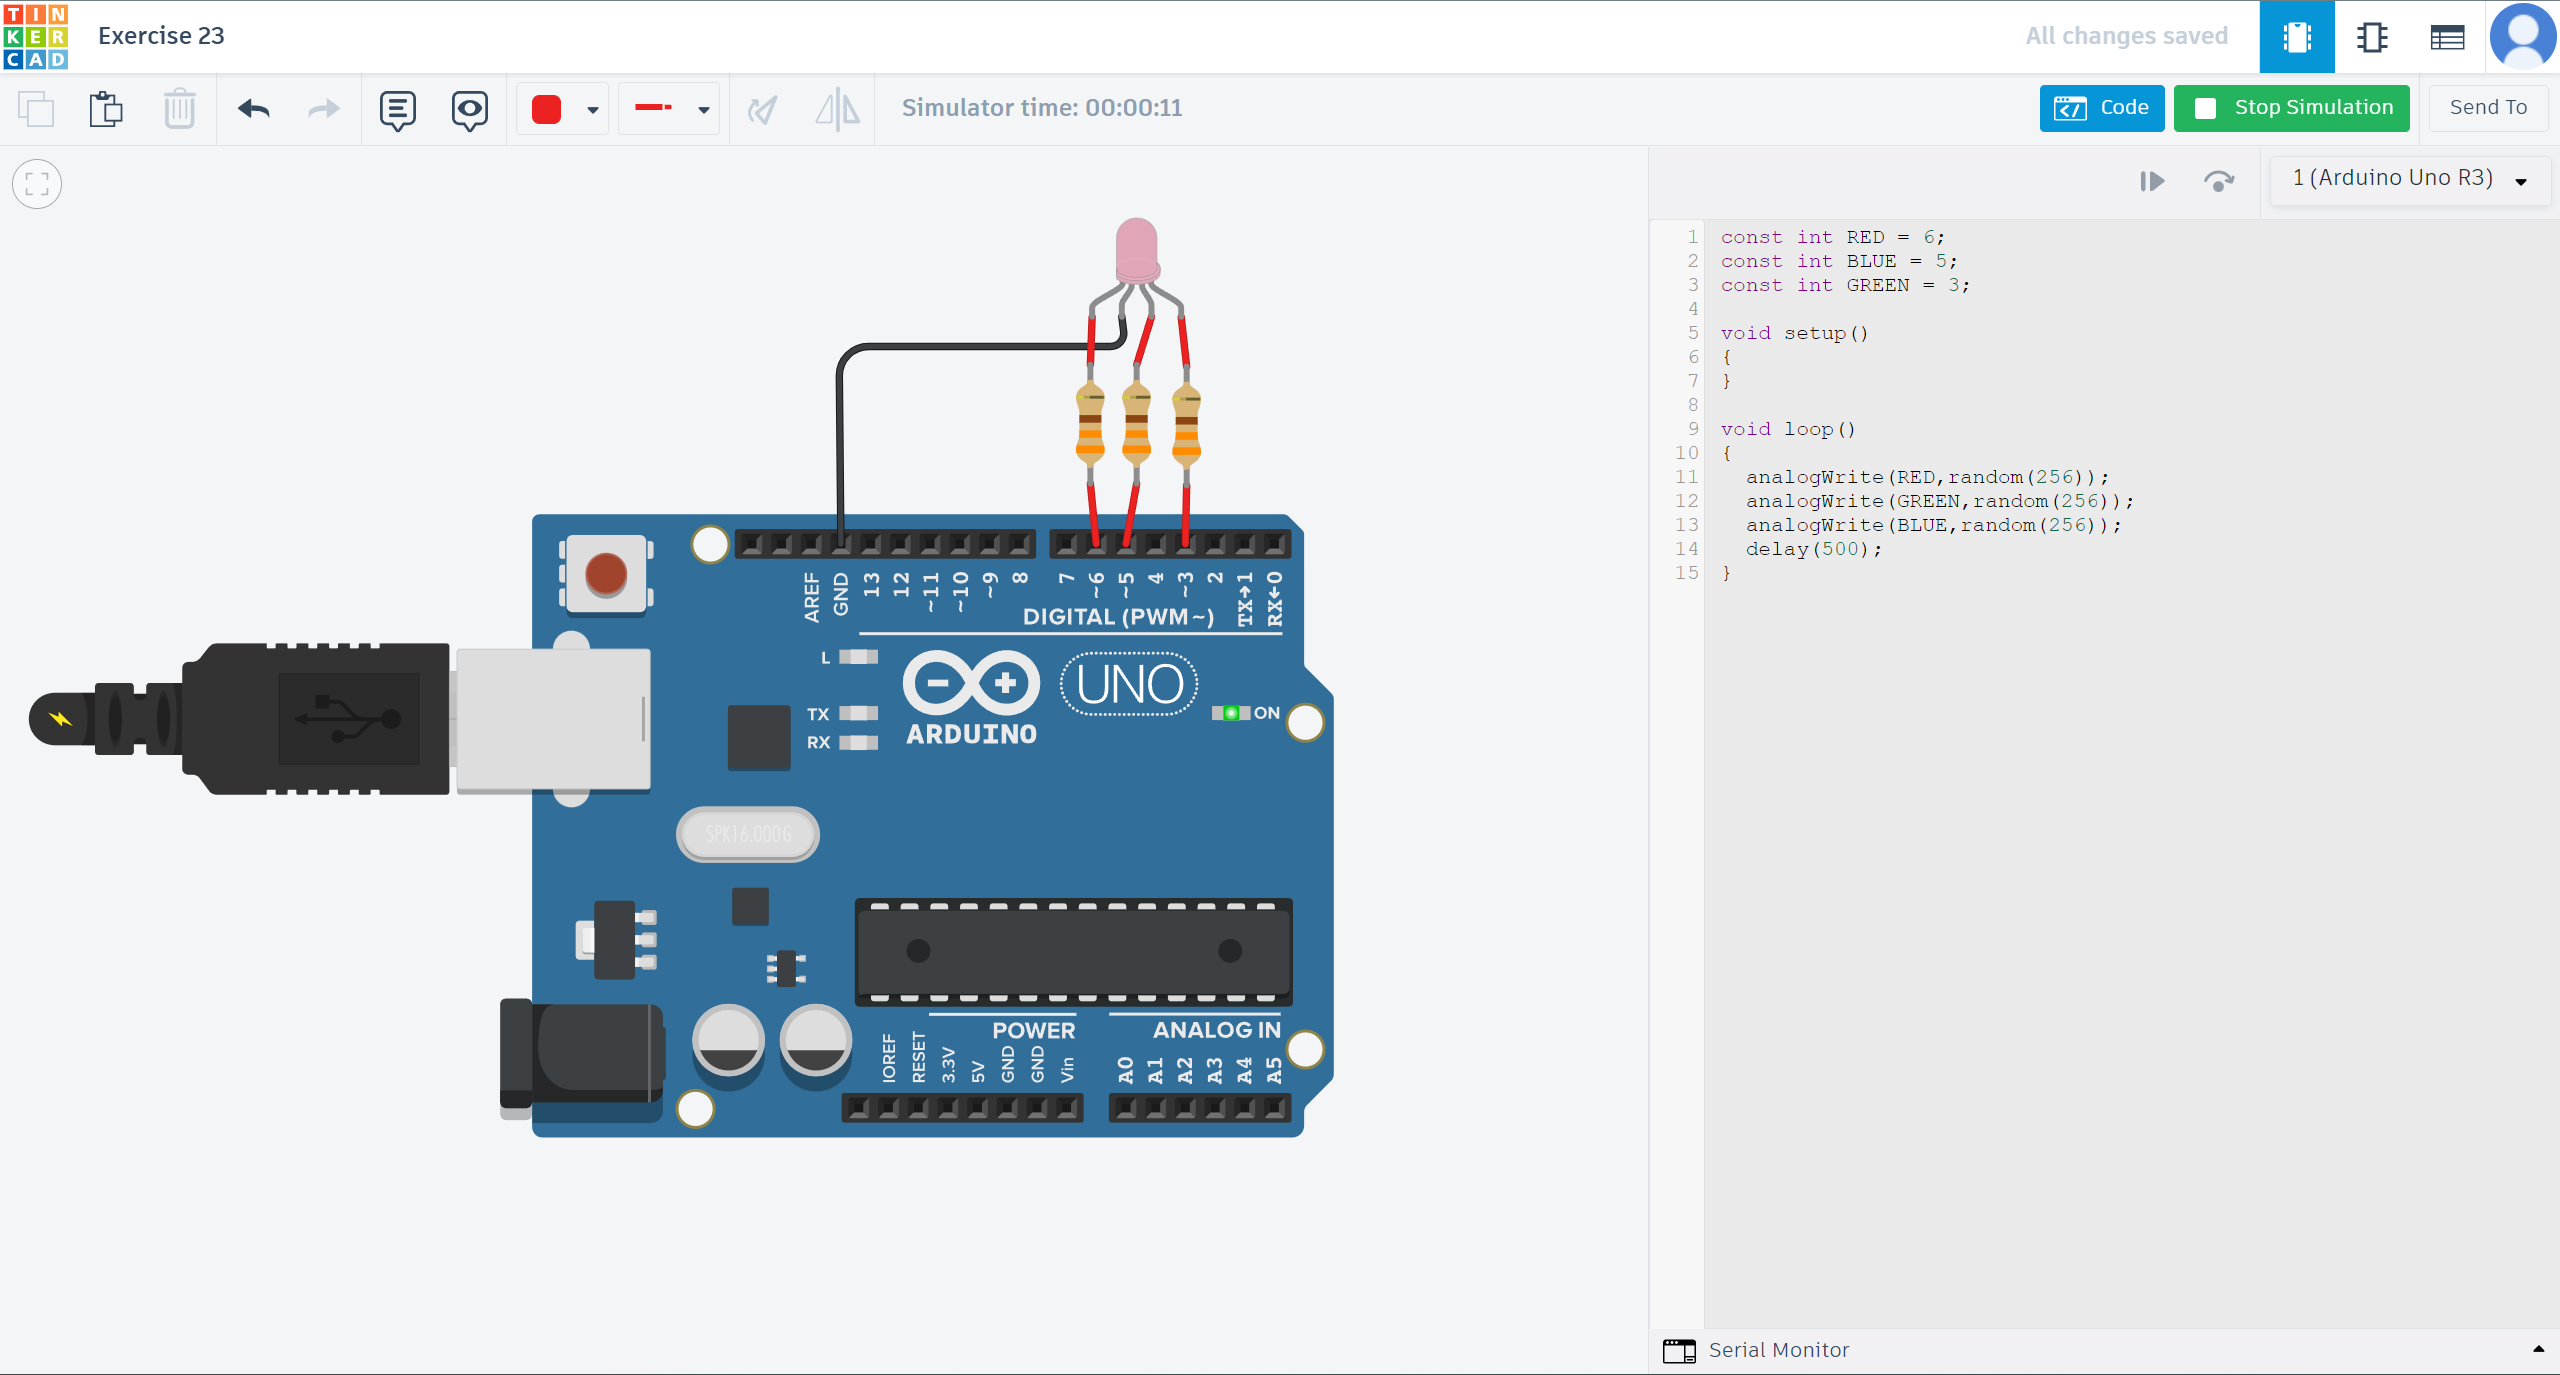 TIN
KER
CAD
Exercise 23
All changes saved
Simulator time: 00:00:11
Code
Stop Simulation
Send To
1 (Arduino Uno R3)
1 const int RED = 6;
2 const int BLUE = 5;
3 const int GREEN = 3;
4
5 void setup()
6 {
7 }
8
9 void loop()
10 {
11 analogWrite(RED,random(256));
12 analogWrite(GREEN,random(256));
13 analogWrite(BLUE,random(256));
14 delay(500);
15 }
AREF GND 13 12 ~11 ~10 ~9 8 7 ~6 ~5 4 ~3 2 TX→1 RX←0
DIGITAL (PWM~)
L
TX
RX
ARDUINO
UNO
ON
SPK16.000G
POWER
ANALOG IN
IOREF RESET 3.3V 5V GND GND Vin A0 A1 A2 A3 A4 A5
Serial Monitor